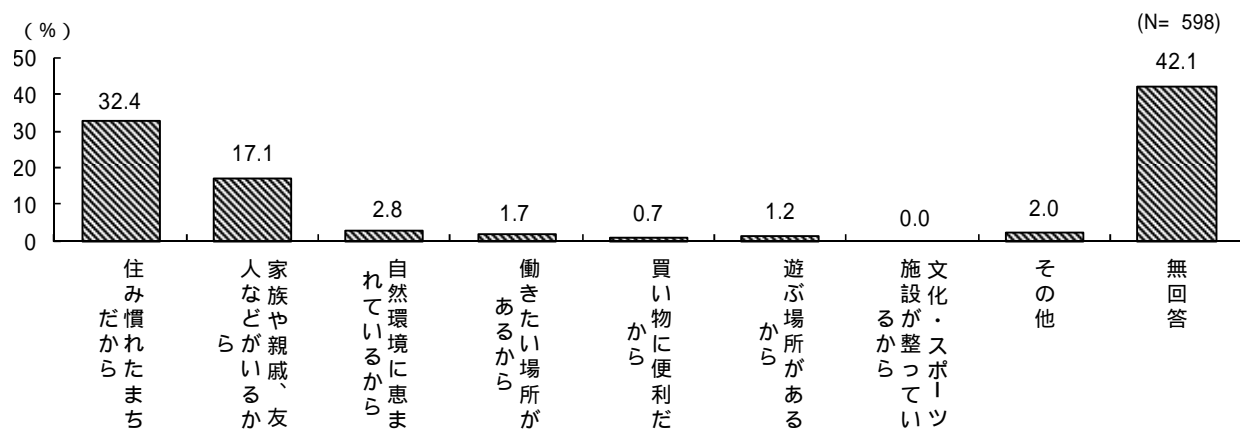 （％）
(N= 598)
50
40
30
20
10
0
32.4
17.1
2.8
1.7
0.7
1.2
0.0
2.0
42.1
住み慣れたまち
だから
家族や親戚、友
人などがいるか
ら
自然環境に恵ま
れているから
働きたい場所が
あるから
買い物に便利だ
から
遊ぶ場所がある
から
文化・スポーツ
施設が整ってい
るから
その他
無回答